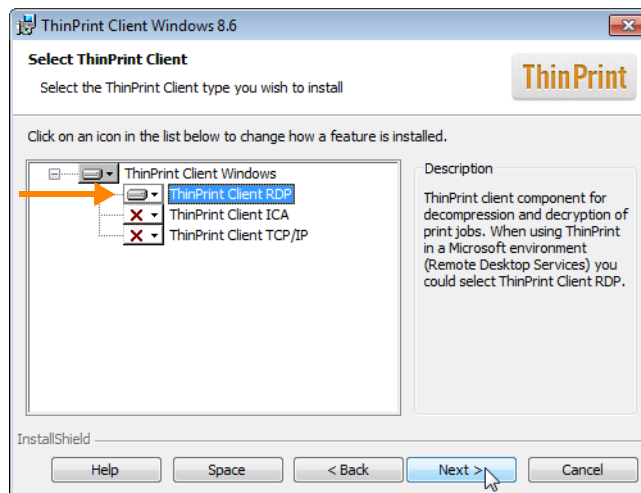 ThinPrint Client Windows 8.6
Select ThinPrint Client
Select the ThinPrint Client type you wish to install
ThinPrint
Click on an icon in the list below to change how a feature is installed.
ThinPrint Client Windows
ThinPrint Client RDP
ThinPrint Client ICA
ThinPrint Client TCP/IP
Description
ThinPrint client component for
decompression and decryption of
print jobs. When using ThinPrint
in a Microsoft environment
(Remote Desktop Services) you
could select ThinPrint Client RDP.
InstallShield
Help
Space
< Back
Next >
Cancel